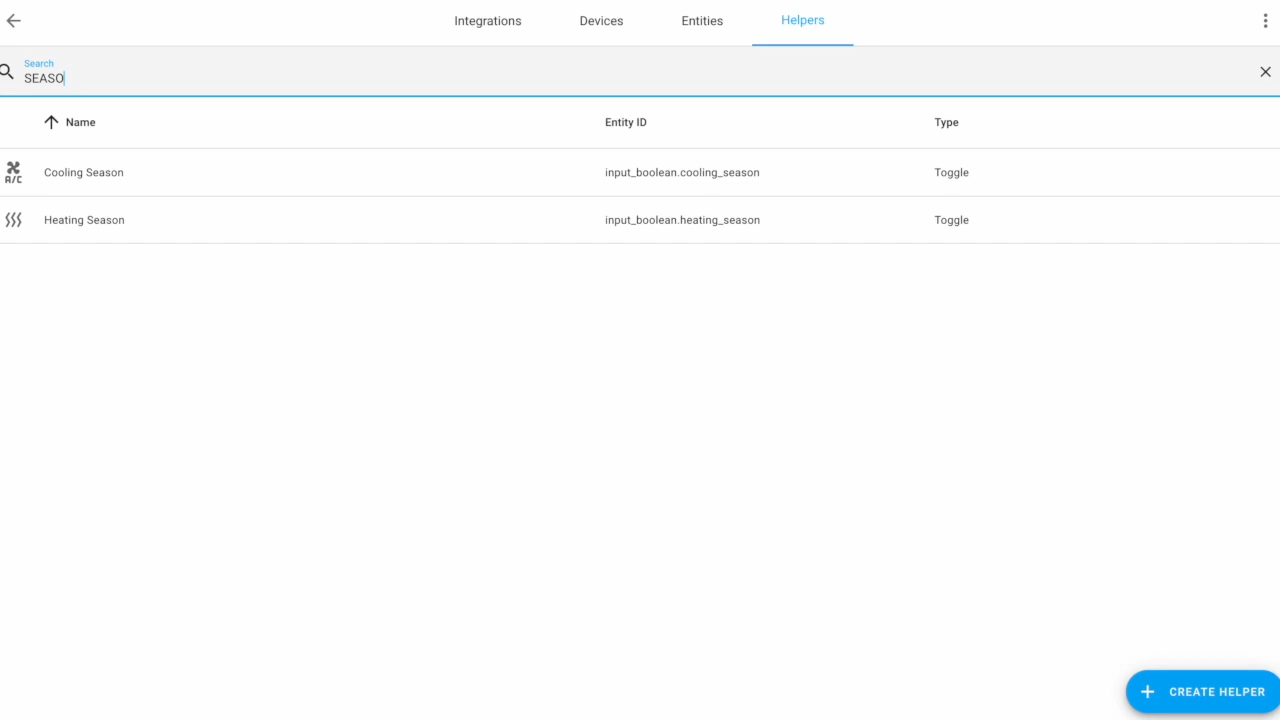 Integrations Devices Entities Helpers
Search
SEASO
Name Entity ID Type
A/C Cooling Season input_boolean.cooling_season Toggle
Heating Season input_boolean.heating_season Toggle
CREATE HELPER